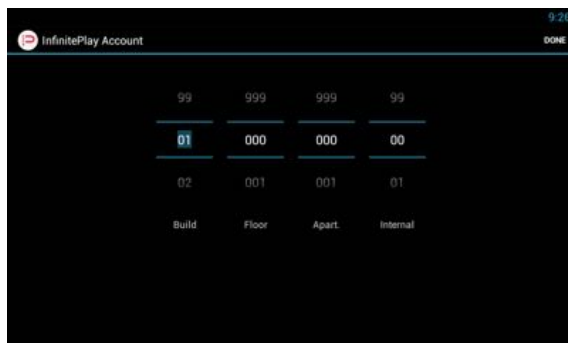 9:26
InfinitePlay Account
DONE
99 999 999 99
01 000 000 00
02 001 001 01
Build Floor Apart. Internal